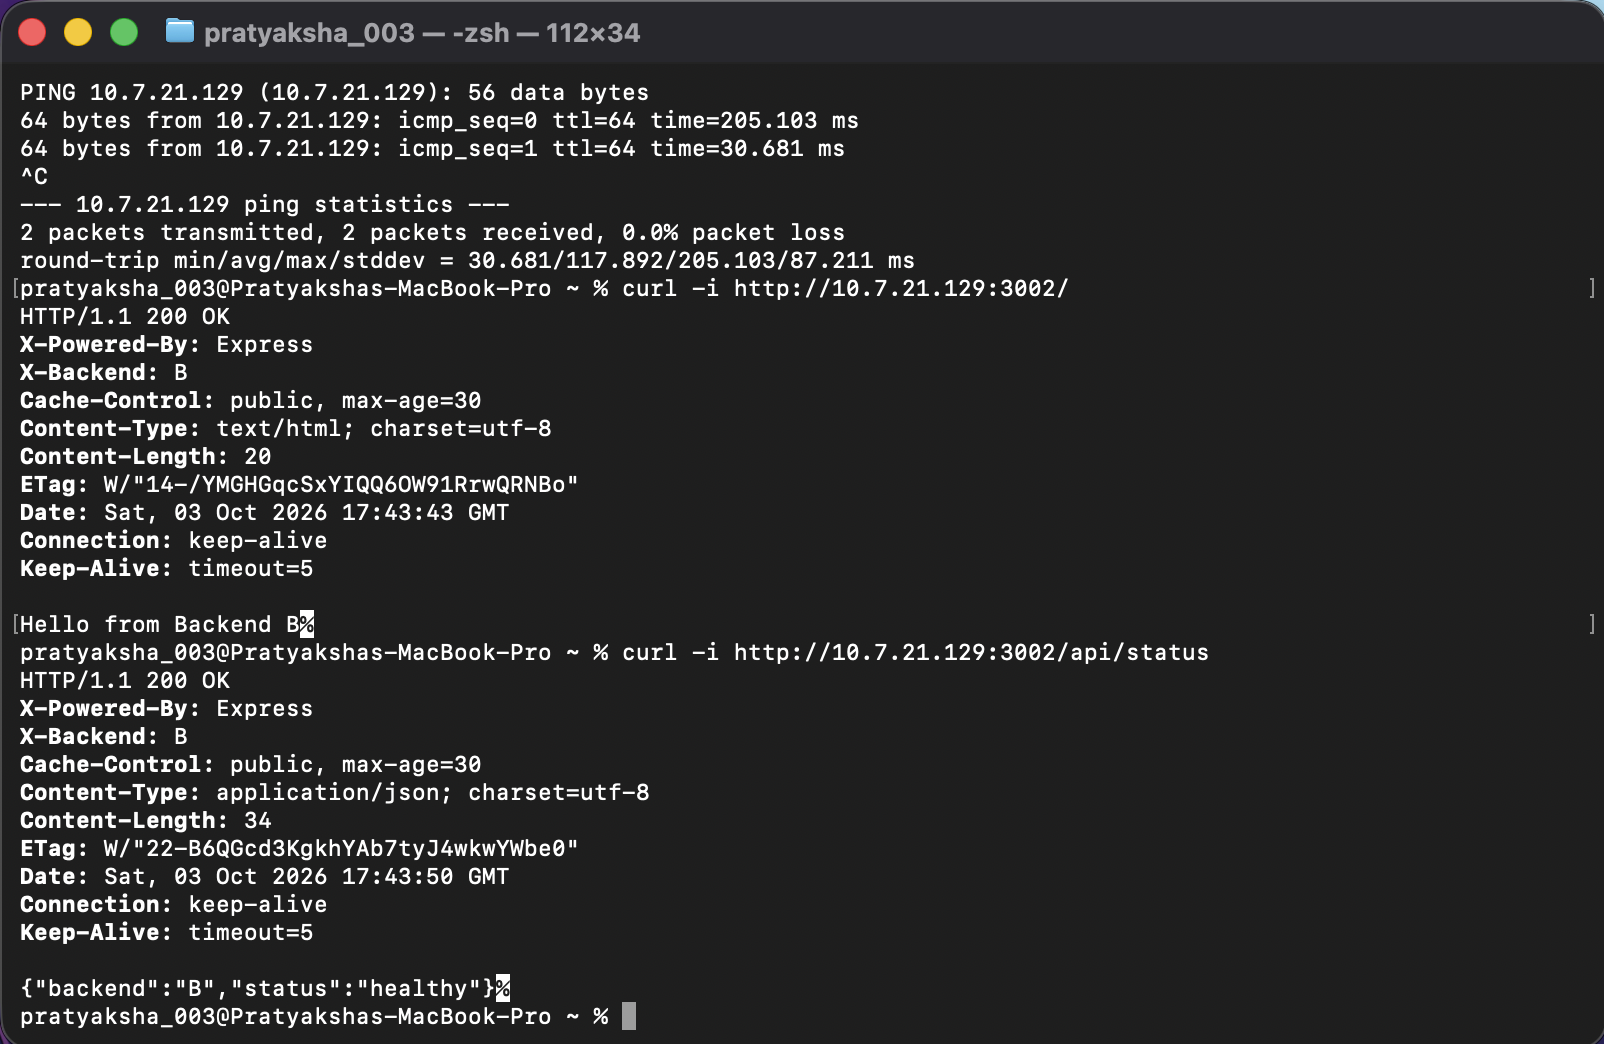 pratyaksha_003 — -zsh — 112×34
PING 10.7.21.129 (10.7.21.129): 56 data bytes
64 bytes from 10.7.21.129: icmp_seq=0 ttl=64 time=205.103 ms
64 bytes from 10.7.21.129: icmp_seq=1 ttl=64 time=30.681 ms
^C
--- 10.7.21.129 ping statistics ---
2 packets transmitted, 2 packets received, 0.0% packet loss
round-trip min/avg/max/stddev = 30.681/117.892/205.103/87.211 ms
[pratyaksha_003@Pratyakshas-MacBook-Pro ~ % curl -i http://10.7.21.129:3002/ ]
HTTP/1.1 200 OK
X-Powered-By: Express
X-Backend: B
Cache-Control: public, max-age=30
Content-Type: text/html; charset=utf-8
Content-Length: 20
ETag: W/"14-/YMGHGqcSxYIQQ6OW91RrwQRNBo"
Date: Sat, 03 Oct 2026 17:43:43 GMT
Connection: keep-alive
Keep-Alive: timeout=5

[Hello from Backend B% ]
pratyaksha_003@Pratyakshas-MacBook-Pro ~ % curl -i http://10.7.21.129:3002/api/status
HTTP/1.1 200 OK
X-Powered-By: Express
X-Backend: B
Cache-Control: public, max-age=30
Content-Type: application/json; charset=utf-8
Content-Length: 34
ETag: W/"22-B6QGcd3KgkhYAb7tyJ4wkwYWbe0"
Date: Sat, 03 Oct 2026 17:43:50 GMT
Connection: keep-alive
Keep-Alive: timeout=5

{"backend":"B","status":"healthy"}%
pratyaksha_003@Pratyakshas-MacBook-Pro ~ %